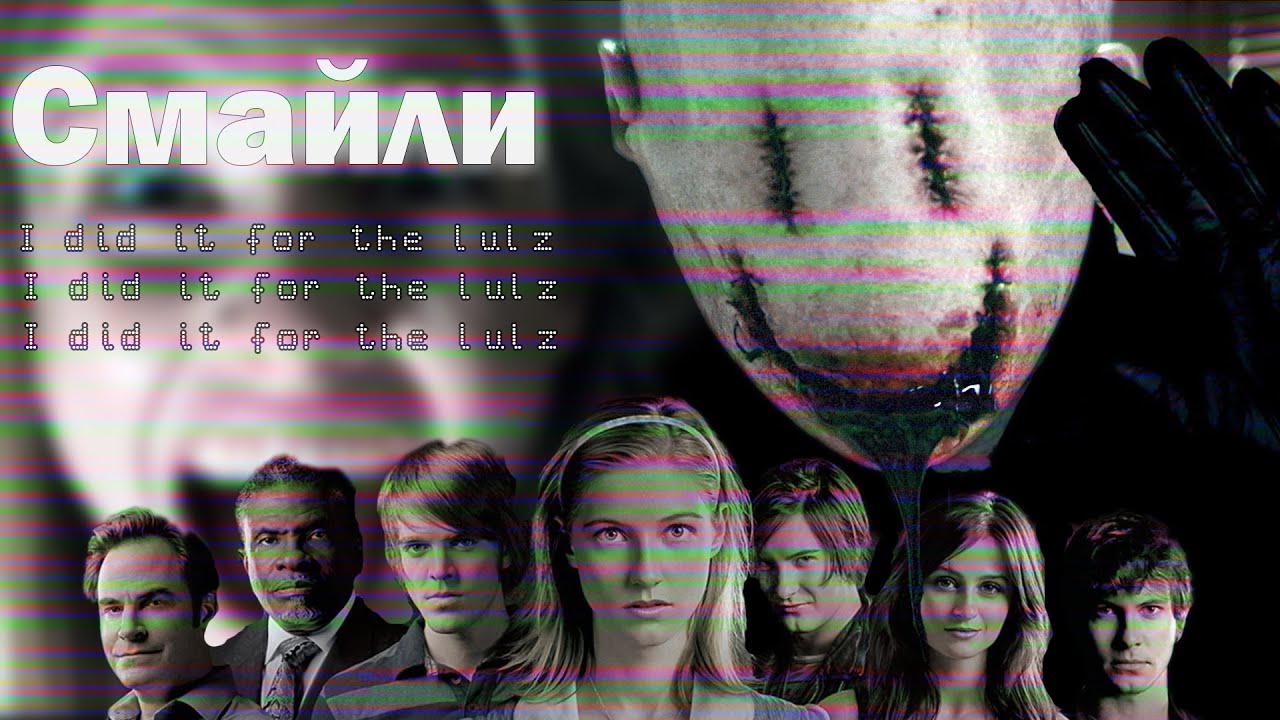 Смайли
I did it for the lulz
I did it for the lulz
I did it for the lulz